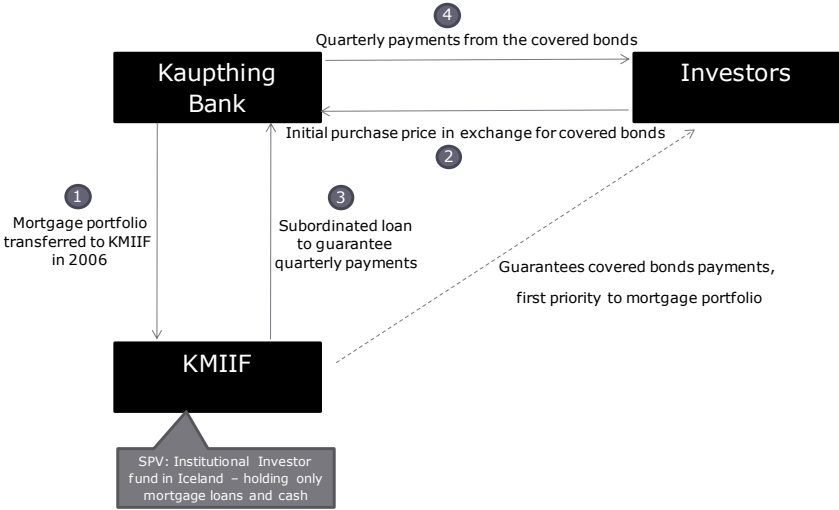 4
Quarterly payments from the covered bonds
Kaupthing
Bank
Investors
Initial purchase price in exchange for covered bonds
2
1
Mortgage portfolio
transferred to KMIIF
in 2006
3
Subordinated loan
to guarantee
quarterly payments
Guarantees covered bonds payments,
first priority to mortgage portfolio
KMIIF
SPV: Institutional Investor
fund in Iceland – holding only
mortgage loans and cash